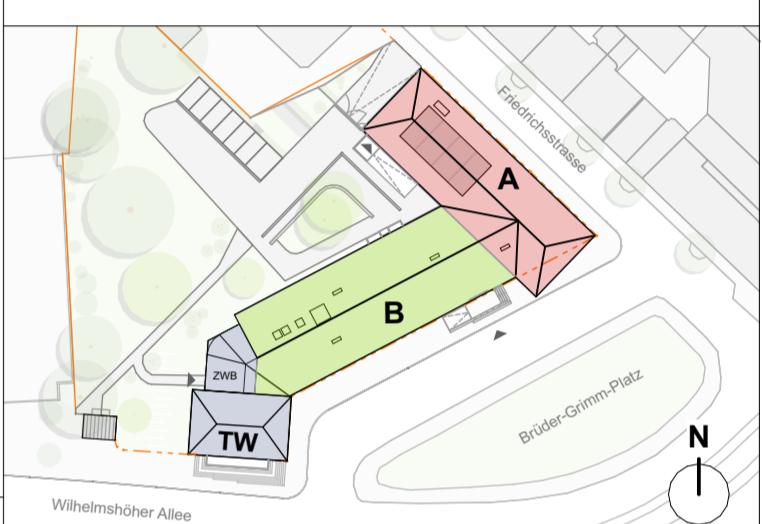 Friedrichsstrasse
A
B
ZWB
TW
Brüder-Grimm-Platz
N
Wilhelmshöher Allee